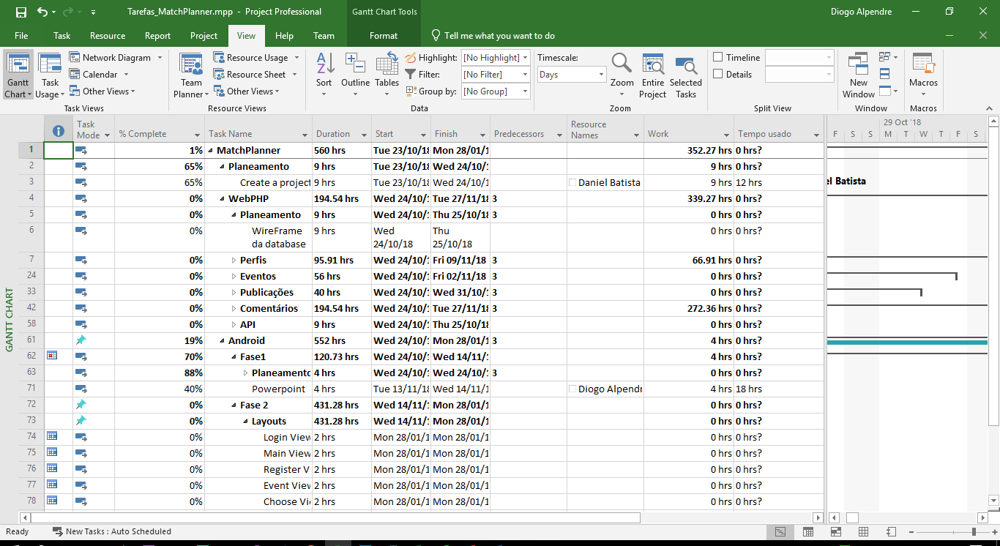 Tarefas_MatchPlanner.mpp - Project Professional
Gantt Chart Tools
Diogo Alpendre
File Task Resource Report Project View Help Team Format Tell me what you want to do
Gantt Chart
Task Usage
Network Diagram
Calendar
Other Views
Task Views
Team Planner
Resource Usage
Resource Sheet
Other Views
Resource Views
A
Z
Sort
Outline
Tables
Highlight: [No Highlight]
Filter: [No Filter]
Group by: [No Group]
Data
Timescale:
Days
Zoom
Entire Project
Selected Tasks
Zoom
Timeline
Details
Split View
New Window
Window
Macros
Macros
Task Mode % Complete Task Name Duration Start Finish Predecessors Resource Names Work Tempo usado
29 Oct '18
F S S M T W T F S
1 1% MatchPlanner 560 hrs Tue 23/10/18 Mon 28/01/1 352.27 hrs 0 hrs?
2 65% Planeamento 9 hrs Tue 23/10/18 Wed 24/10/ 9 hrs 0 hrs?
3 65% Create a project 9 hrs Tue 23/10/18 Wed 24/10/1 Daniel Batista 9 hrs 12 hrs
el Batista
4 0% WebPHP 194.54 hrs Wed 24/10/ Tue 27/11/18 3 339.27 hrs 0 hrs?
5 0% Planeamento 9 hrs Wed 24/10/ Thu 25/10/18 3 0 hrs 0 hrs?
6 0% WireFrame da database 9 hrs Wed 24/10/18 Thu 25/10/18 0 hrs 0 hrs?
7 0% Perfis 95.91 hrs Wed 24/10/ Fri 09/11/18 3 66.91 hrs 0 hrs?
24 0% Eventos 56 hrs Wed 24/10/ Fri 02/11/18 3 0 hrs 0 hrs?
33 0% Publicações 40 hrs Wed 24/10/ Wed 31/10/ 3 0 hrs 0 hrs?
42 0% Comentários 194.54 hrs Wed 24/10/ Tue 27/11/18 3 272.36 hrs 0 hrs?
58 0% API 9 hrs Wed 24/10/ Thu 25/10/18 0 hrs 0 hrs?
61 19% Android 552 hrs Wed 24/10/ Mon 28/01/1 3 4 hrs 0 hrs?
62 70% Fase1 120.73 hrs Wed 24/10/ Wed 14/11/ 4 hrs 0 hrs?
63 88% Planeamento 4 hrs Wed 24/10/ Wed 24/10/ 3 0 hrs 0 hrs?
71 40% Powerpoint 4 hrs Tue 13/11/18 Wed 14/11/1 Diogo Alpendr 4 hrs 18 hrs
72 0% Fase 2 431.28 hrs Wed 14/11/ Mon 28/01/1 0 hrs 0 hrs?
73 0% Layouts 431.28 hrs Wed 14/11/ Mon 28/01/1 0 hrs 0 hrs?
74 0% Login View 2 hrs Mon 28/01/1 Mon 28/01/1 0 hrs 0 hrs?
75 0% Main View 2 hrs Mon 28/01/1 Mon 28/01/1 0 hrs 0 hrs?
76 0% Register V 2 hrs Mon 28/01/1 Mon 28/01/1 0 hrs 0 hrs?
77 0% Event View 2 hrs Mon 28/01/1 Mon 28/01/1 0 hrs 0 hrs?
78 0% Choose Vi 2 hrs Mon 28/01/1 Mon 28/01/1 0 hrs 0 hrs?
GANTT CHART
Ready New Tasks : Auto Scheduled